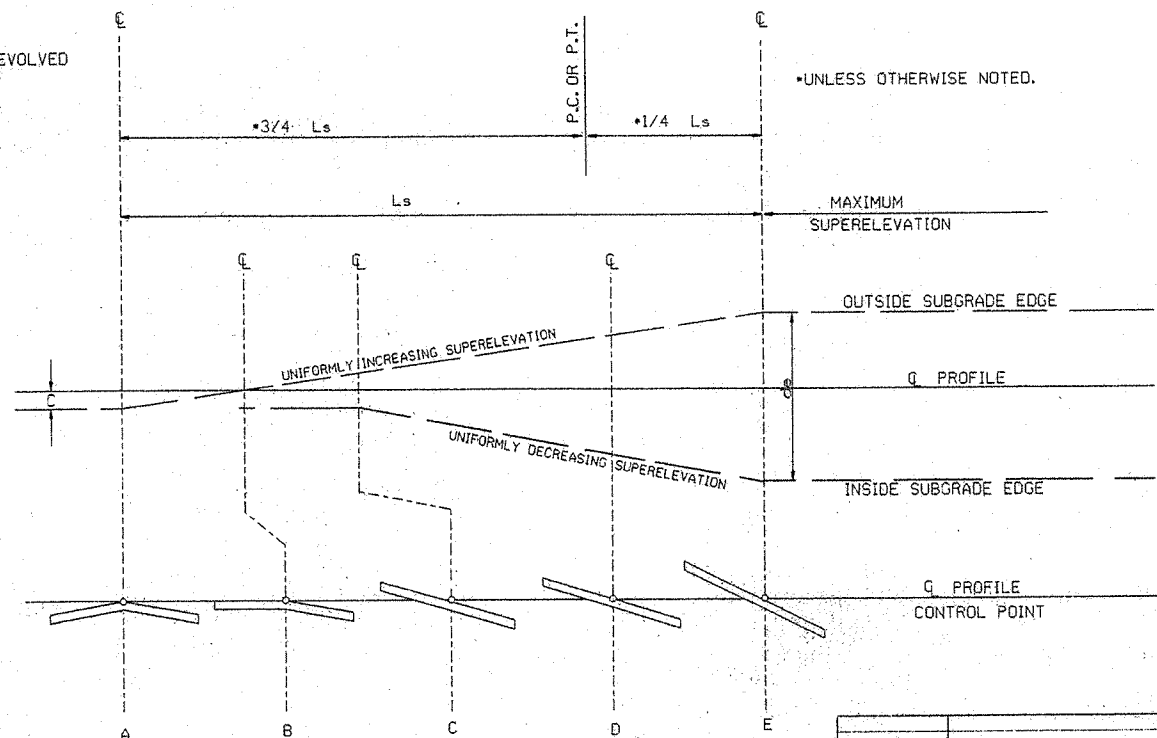 ℄ ℄
EVOLVED
P.C. OR P.T.
*UNLESS OTHERWISE NOTED.
*3/4 Ls
*1/4 Ls
Ls
MAXIMUM
SUPERELEVATION
℄ ℄ ℄
OUTSIDE SUBGRADE EDGE
UNIFORMLY INCREASING SUPERELEVATION
℄ PROFILE
C
UNIFORMLY DECREASING SUPERELEVATION
INSIDE SUBGRADE EDGE
℄ PROFILE
CONTROL POINT
A B C D E